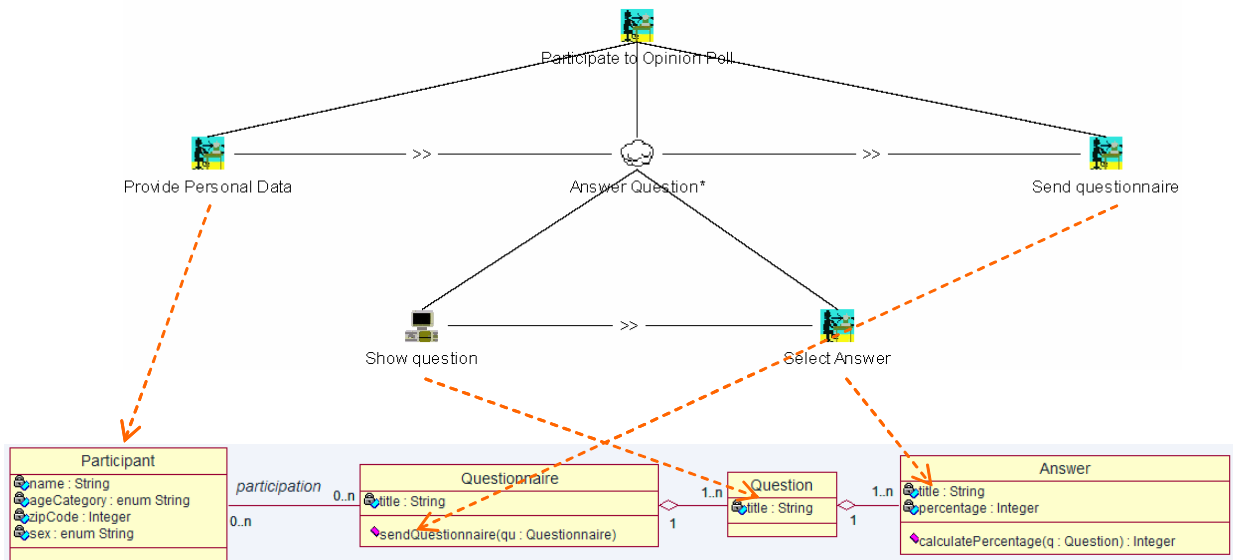 Participate to Opinion Poll
>>
>>
Provide Personal Data
Answer Question*
Send questionnaire
>>
Show question
Select Answer
Participant
name : String
ageCategory : enum String
zipCode : Integer
sex : enum String
participation
0..n
0..n
Questionnaire
title : String
sendQuestionnaire(qu : Questionnaire)
1..n
1
Question
title : String
1..n
1
Answer
title : String
percentage : Integer
calculatePercentage(q : Question) : Integer